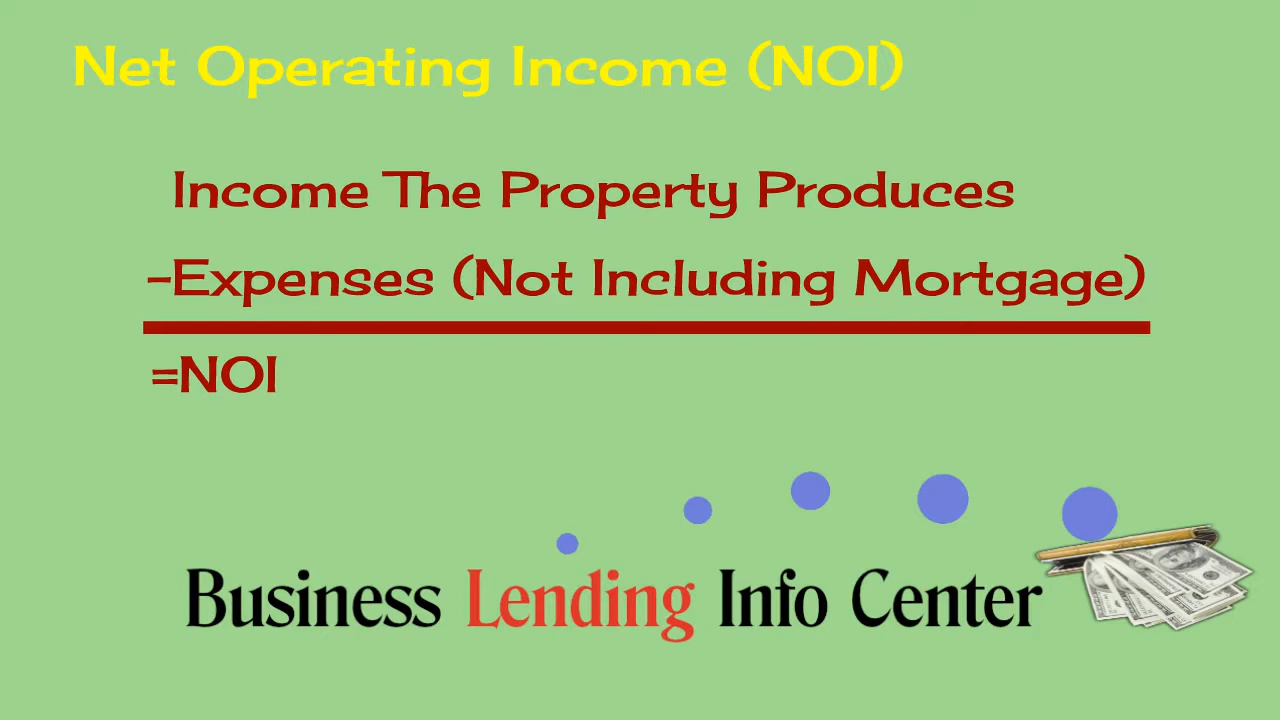 Net Operating Income (NOI)
Income The Property Produces
-Expenses (Not Including Mortgage)
=NOI
Business Lending Info Center